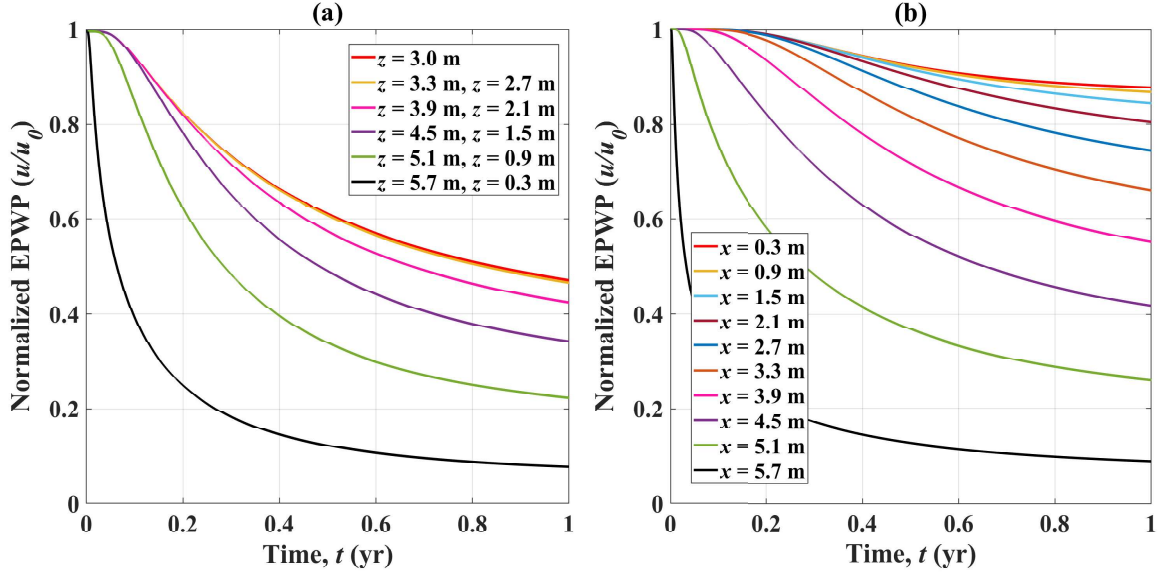 (a)
Normalized EPWP (u/u₀)
1
0.8
0.6
0.4
0.2
0
z = 3.0 m
z = 3.3 m, z = 2.7 m
z = 3.9 m, z = 2.1 m
z = 4.5 m, z = 1.5 m
z = 5.1 m, z = 0.9 m
z = 5.7 m, z = 0.3 m
0 0.2 0.4 0.6 0.8 1
Time, t (yr)
(b)
Normalized EPWP (u/u₀)
1
0.8
0.6
0.4
0.2
0
x = 0.3 m
x = 0.9 m
x = 1.5 m
x = 2.1 m
x = 2.7 m
x = 3.3 m
x = 3.9 m
x = 4.5 m
x = 5.1 m
x = 5.7 m
0 0.2 0.4 0.6 0.8 1
Time, t (yr)